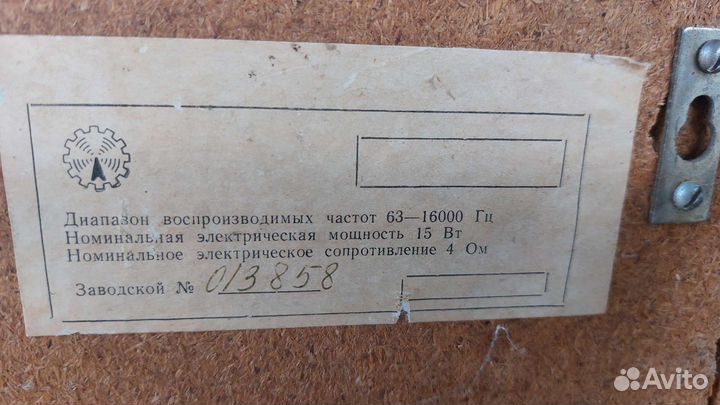 Диапазон воспроизводимых частот 63—16000 Гц
Номинальная электрическая мощность 15 Вт
Номинальное электрическое сопротивление 4 Ом
Заводской № 013858
Avito